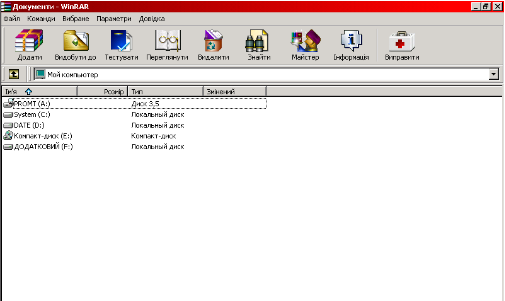 Документи - WinRAR
Файл Команди Вибране Параметри Довідка
Додати Видобути до Тестувати Переглянути Видалити Знайти Майстер Інформація Виправити
Мой компьютер
Ім'я Розмір Тип Змінений
PROMT (A:) Диск 3,5
System (C:) Локальный диск
DATE (D:) Локальный диск
Компакт-диск (E:) Компакт-диск
ДОДАТКОВИЙ (F:) Локальный диск